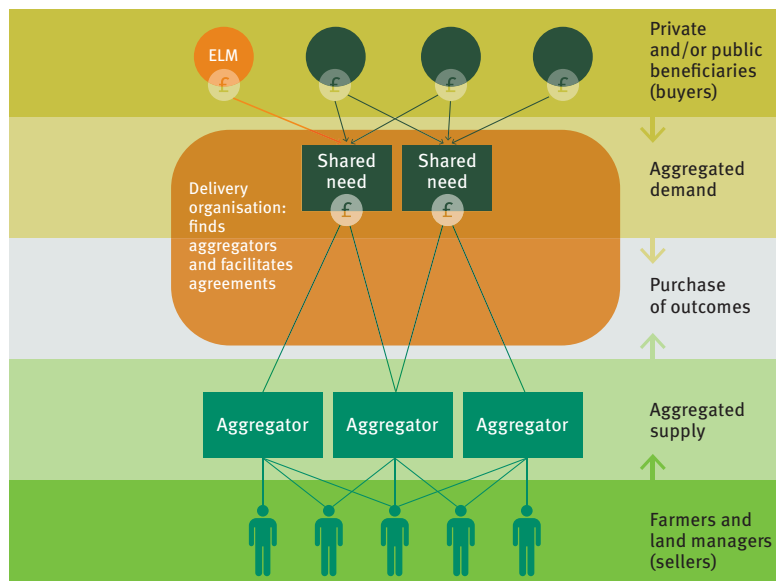 ELM
£
£
£
£
Private
and/or public
beneficiaries
(buyers)
Shared
need
£
Shared
need
£
Aggregated
demand
Delivery
organisation:
finds
aggregators
and facilitates
agreements
Purchase
of outcomes
Aggregator
Aggregator
Aggregator
Aggregated
supply
Farmers and
land managers
(sellers)